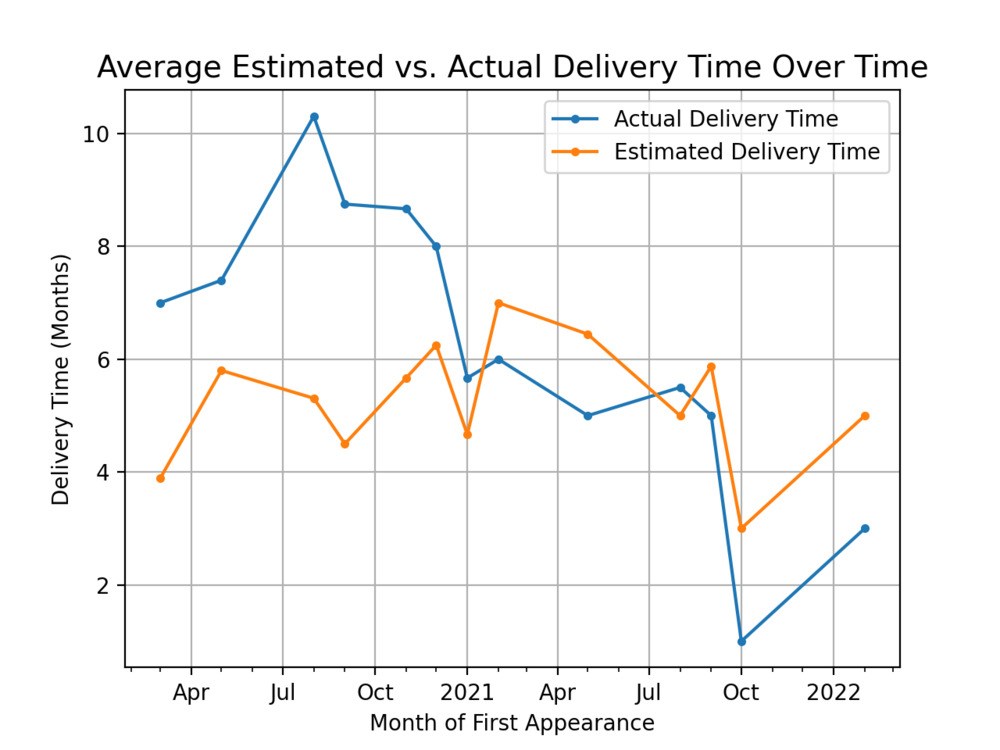 Average Estimated vs. Actual Delivery Time Over Time
Actual Delivery Time
Estimated Delivery Time
Delivery Time (Months)
10
8
6
4
2
Apr Jul Oct 2021 Apr Jul Oct 2022
Month of First Appearance